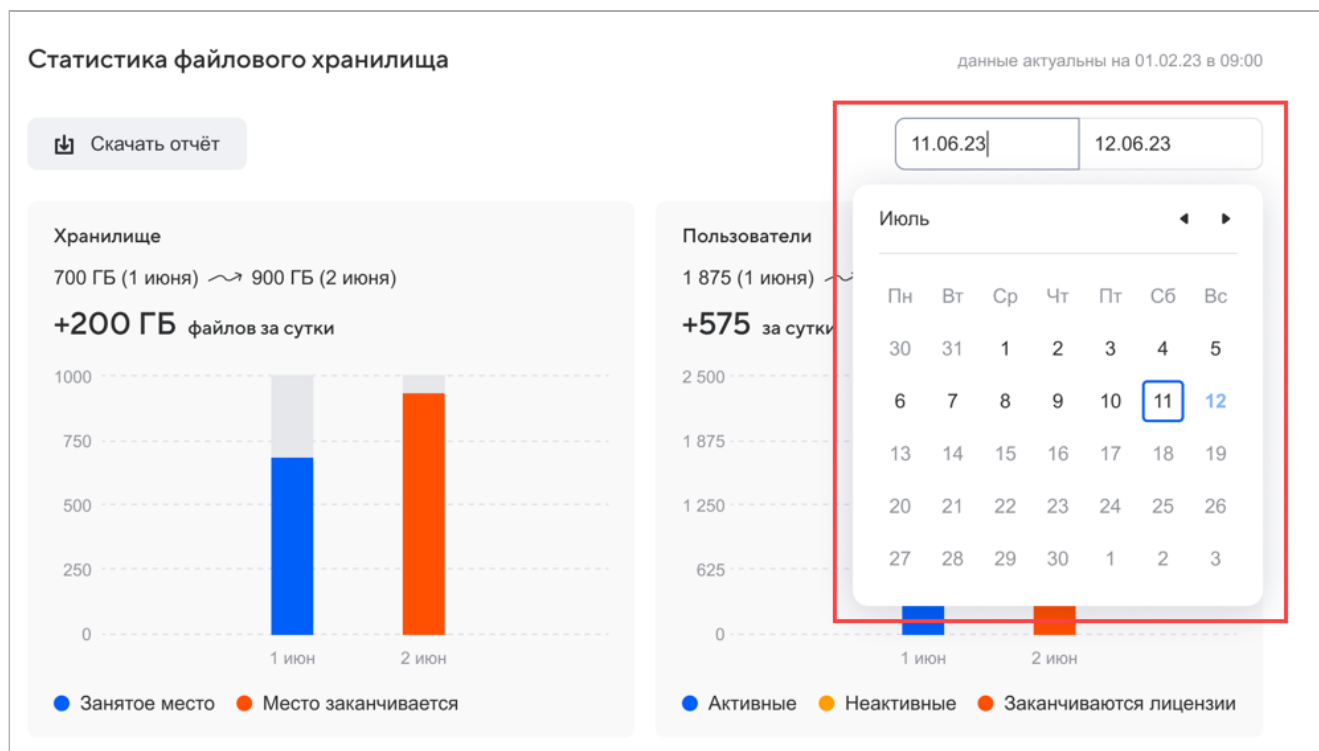 Статистика файлового хранилища
данные актуальны на 01.02.23 в 09:00
Скачать отчёт
11.06.23
12.06.23
Хранилище
700 ГБ (1 июня) 900 ГБ (2 июня)
+200 ГБ файлов за сутки
1000
750
500
250
0
1 июн 2 июн
Занятое место Место заканчивается
Пользователи
1 875 (1 июня)
+575 за сутки
2 500
1 875
1 250
625
0
1 июн 2 июн
Активные Неактивные Заканчиваются лицензии
Июль
Пн Вт Ср Чт Пт Сб Вс
30 31 1 2 3 4 5
6 7 8 9 10 11 12
13 14 15 16 17 18 19
20 21 22 23 24 25 26
27 28 29 30 1 2 3